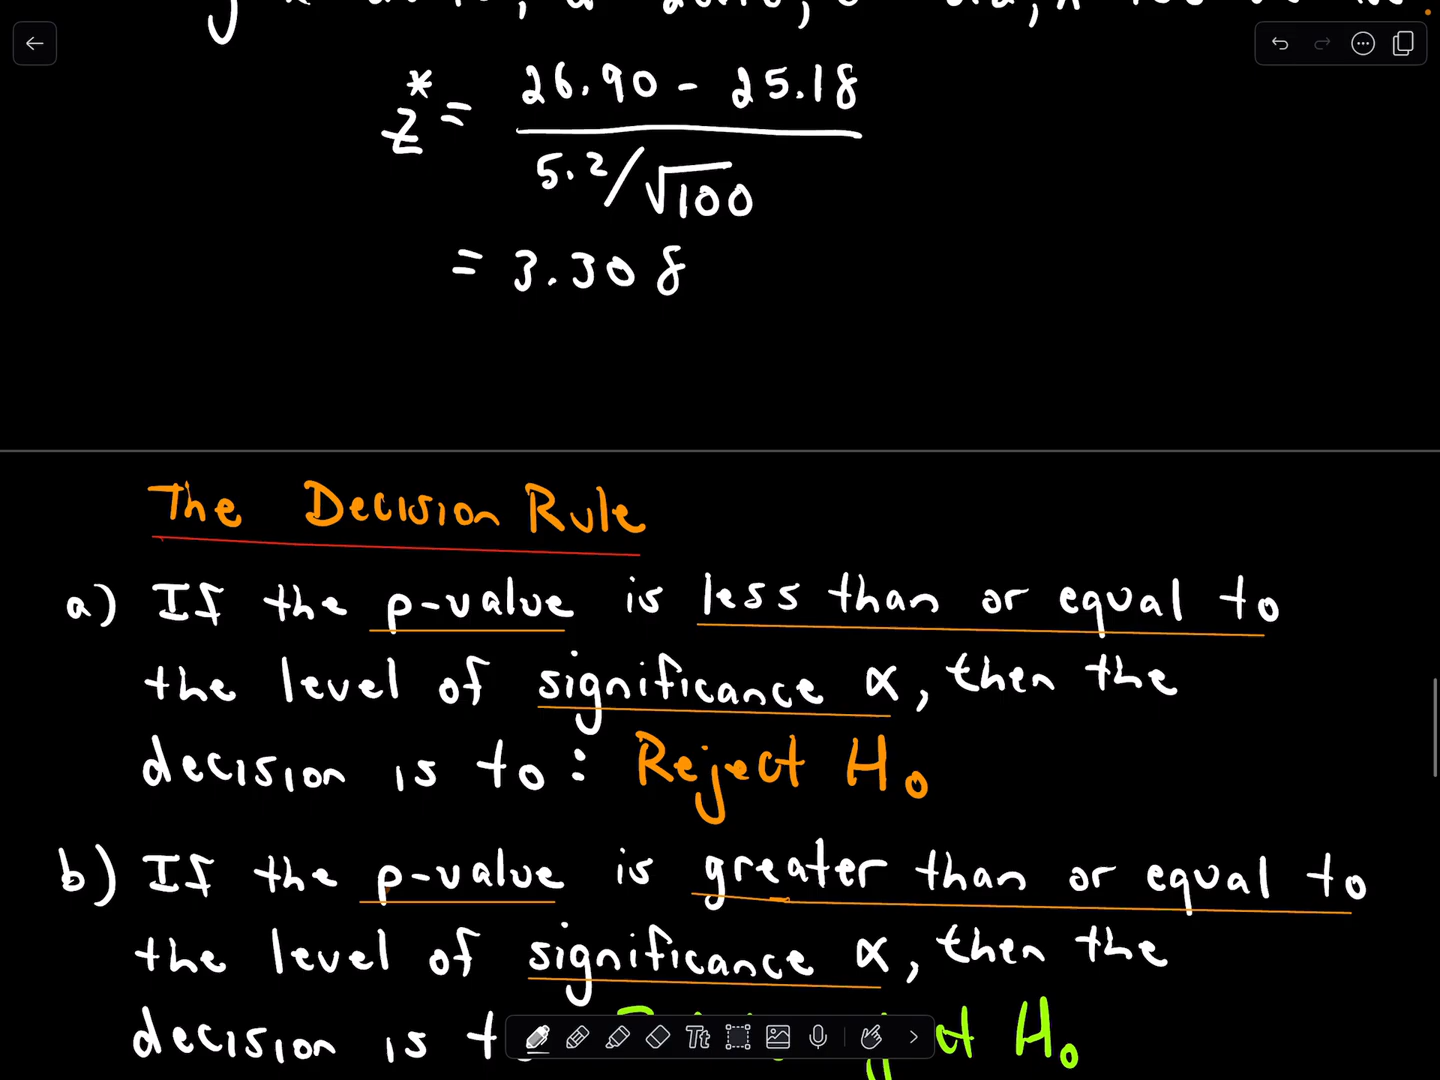 z* = 26.90 - 25.18
5.2/√100
= 3.308
The Decision Rule
a) If the p-value is less than or equal to
the level of significance α, then the
decision is to: Reject H₀
b) If the p-value is greater than or equal to
the level of significance α, then the
decision is H₀
Tt